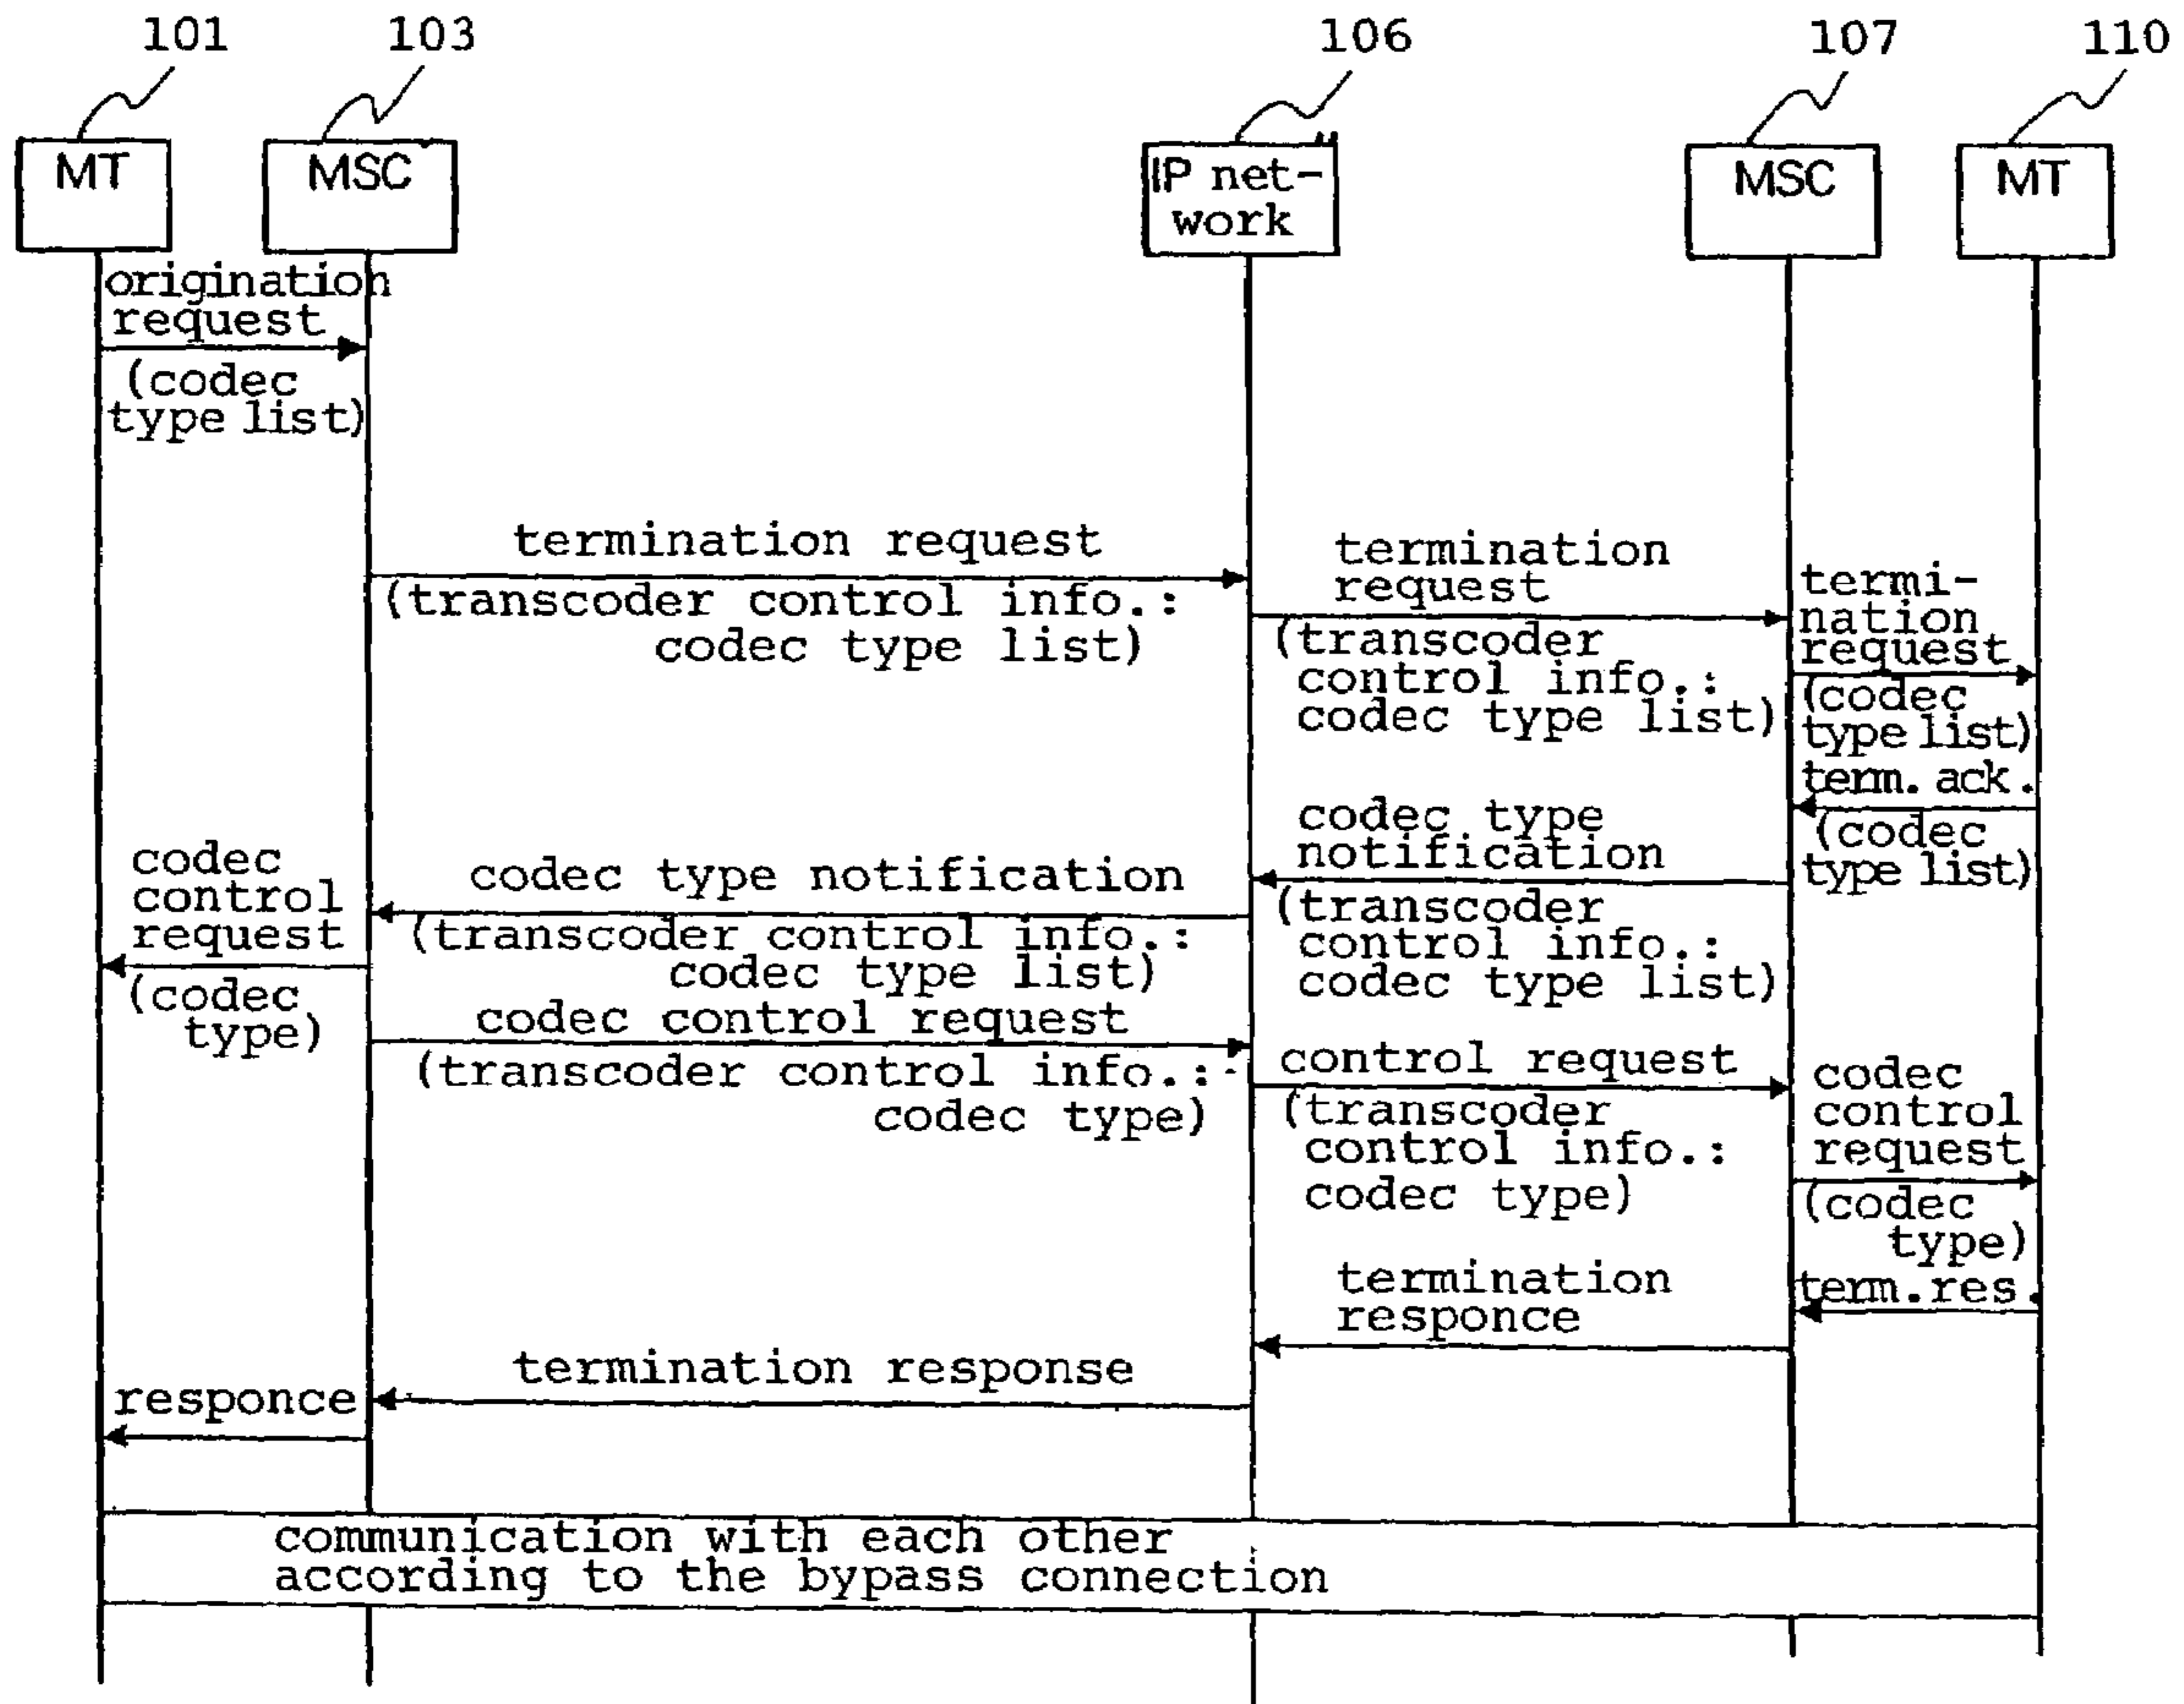 101
103
106
107
110
MT
MSC
IP net-
work
MSC
MT
origination
request
(codec
type list)
termination request
(transcoder control info.:
codec type list)
termination
request
(transcoder
control info.:
codec type list)
termi-
nation
request
(codec
type list)
term. ack.
(codec
type list)
codec type
notification
(transcoder
control info.:
codec type list)
codec type notification
(transcoder control info.:
codec type list)
codec
control
request
(codec
type)
codec control request
(transcoder control info.:
codec type)
control request
(transcoder
control info.:
codec type)
codec
control
request
(codec
type)
term.res.
termination
responce
termination response
responce
communication with each other
according to the bypass connection